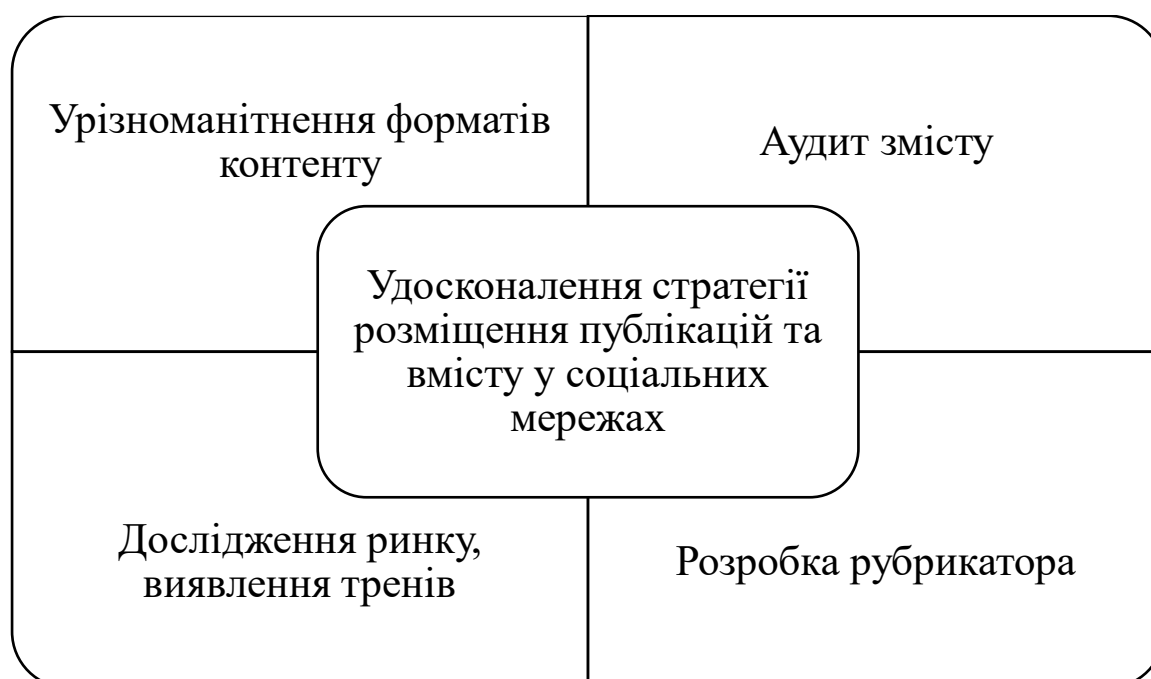 Урізноманітнення форматів
контенту
Аудит змісту
Удосконалення стратегії
розміщення публікацій та
вмісту у соціальних
мережах
Дослідження ринку,
виявлення тренів
Розробка рубрикатора